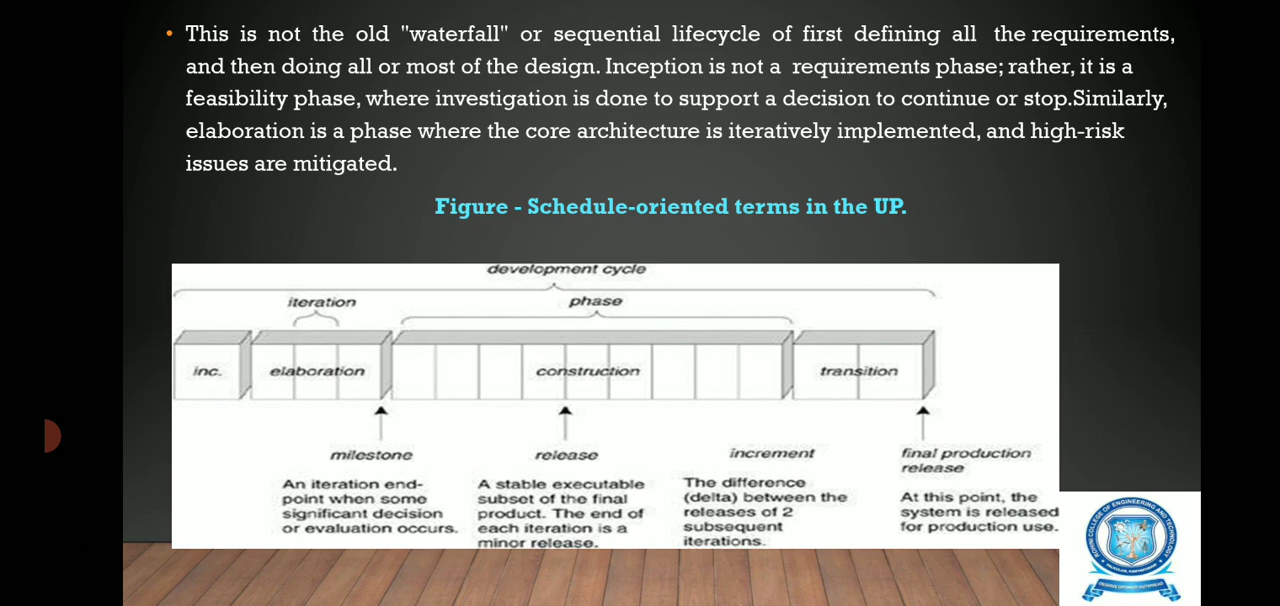 • This is not the old "waterfall" or sequential lifecycle of first defining all the requirements,
and then doing all or most of the design. Inception is not a requirements phase; rather, it is a
feasibility phase, where investigation is done to support a decision to continue or stop.Similarly,
elaboration is a phase where the core architecture is iteratively implemented, and high-risk
issues are mitigated.
Figure - Schedule-oriented terms in the UP.
development cycle
iteration
phase
inc.
elaboration
construction
transition
milestone
An iteration end-
point when some
significant decision
or evaluation occurs.
release
A stable executable
subset of the final
product. The end of
each iteration is a
minor release.
increment
The difference
(delta) between the
releases of 2
subsequent
iterations.
final production
release
At this point, the
system is released
for production use.
COLLEGE OF ENGINEERING AND TECHNOLOGY